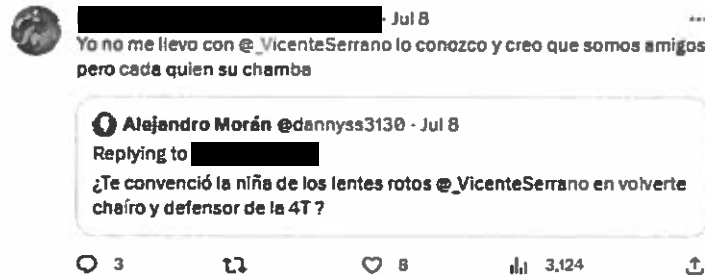 · Jul 8
Yo no me llevo con @_VicenteSerrano lo conozco y creo que somos amigos
pero cada quien su chamba
Alejandro Morán @dannyss3130 · Jul 8
Replying to
¿Te convenció la niña de los lentes rotos @_VicenteSerrano en volverte
chaíro y defensor de la 4T ?
3 8 3,124